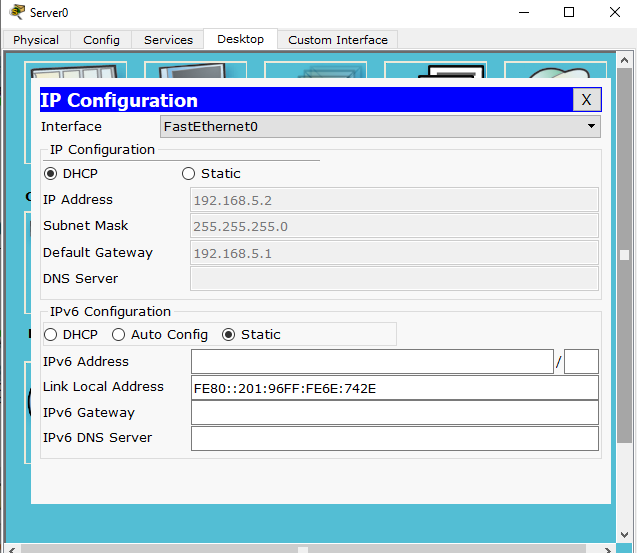 Server0
Physical Config Services Desktop Custom Interface
IP Configuration X
Interface FastEthernet0
IP Configuration
DHCP Static
IP Address 192.168.5.2
Subnet Mask 255.255.255.0
Default Gateway 192.168.5.1
DNS Server
IPv6 Configuration
DHCP Auto Config Static
IPv6 Address /
Link Local Address FE80::201:96FF:FE6E:742E
IPv6 Gateway
IPv6 DNS Server